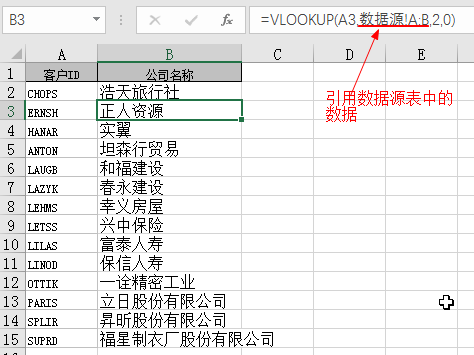 B3 fx =VLOOKUP(A3,数据源!A:B,2,0)
A B C D E
1 客户ID 公司名称
2 CHOPS 浩天旅行社
3 ERNSH 正人资源
引用数据源表中的
数据
4 HANAR 实翼
5 ANTON 坦森行贸易
6 LAUGB 和福建设
7 LAZYK 春永建设
8 LEHMS 幸义房屋
9 LETSS 兴中保险
10 LILAS 富泰人寿
11 LINOD 保信人寿
12 OTTIK 一诠精密工业
13 PARIS 立日股份有限公司
14 SPLIR 昇昕股份有限公司
15 SUPRD 福星制衣厂股份有限公司